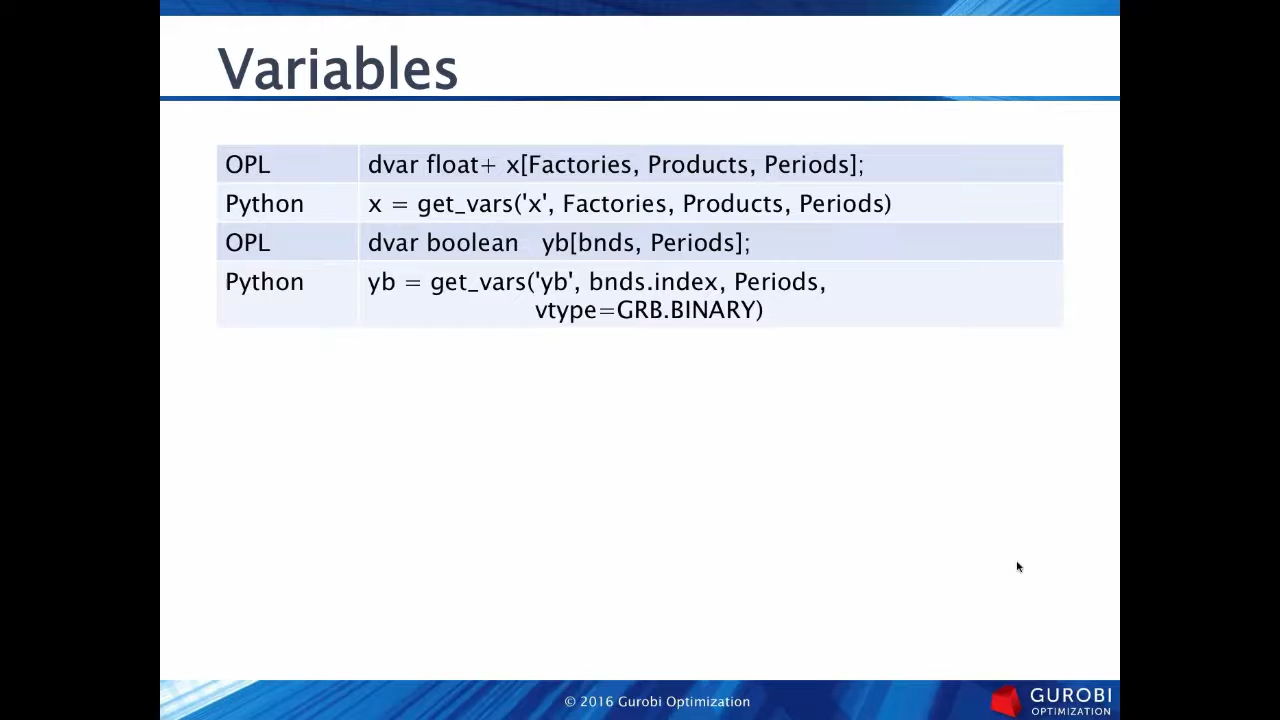 Variables
OPL dvar float+ x[Factories, Products, Periods];
Python x = get_vars('x', Factories, Products, Periods)
OPL dvar boolean yb[bnds, Periods];
Python yb = get_vars('yb', bnds.index, Periods,
vtype=GRB.BINARY)
© 2016 Gurobi Optimization
GUROBI
OPTIMIZATION